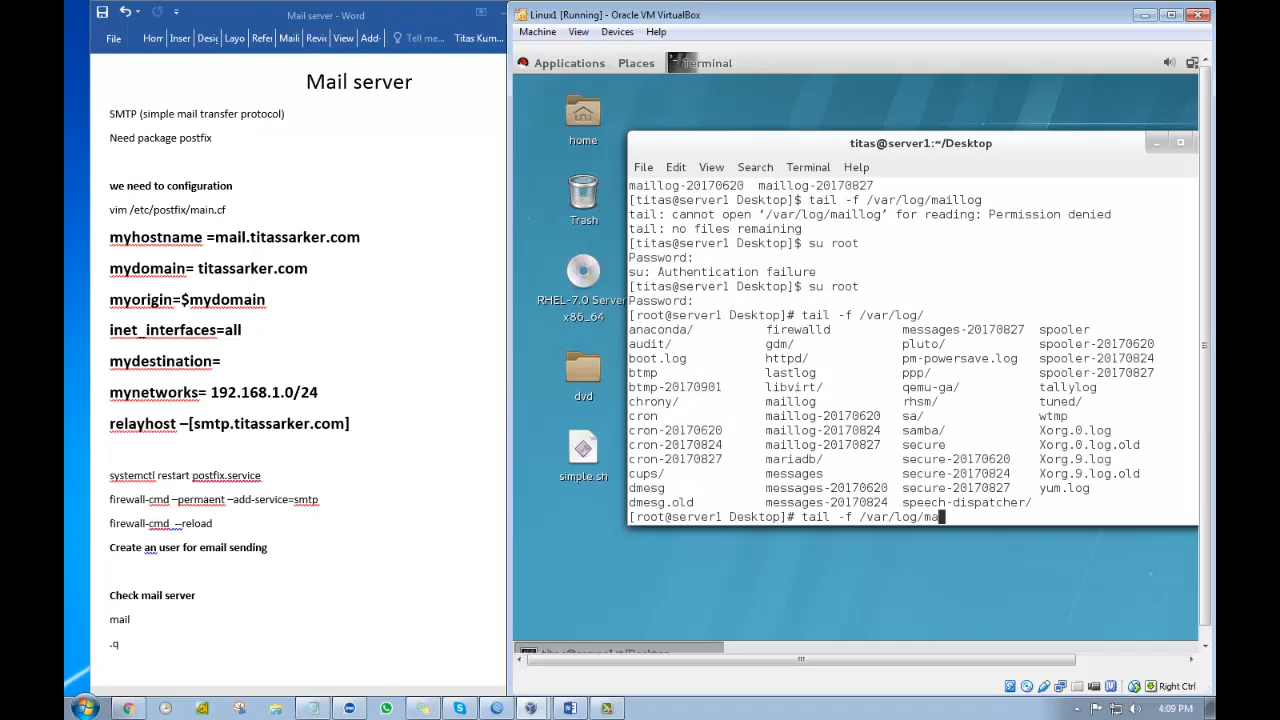 Mail server - Word
File Hom Inser Desig Layo Refer Maili Revie View Add- Tell me... Titas Kum...
Mail server
SMTP (simple mail transfer protocol)
Need package postfix
we need to configuration
vim /etc/postfix/main.cf
myhostname =mail.titassarker.com
mydomain= titassarker.com
myorigin=$mydomain
inet_interfaces=all
mydestination=
mynetworks= 192.168.1.0/24
relayhost –[smtp.titassarker.com]
systemctl restart postfix.service
firewall-cmd –permaent –add-service=smtp
firewall-cmd --reload
Create an user for email sending
Check mail server
mail
.q
Linux1 [Running] - Oracle VM VirtualBox
Machine View Devices Help
Applications Places Terminal
home
Trash
RHEL-7.0 Server
x86_64
dvd
simple.sh
titas@server1:~/Desktop
File Edit View Search Terminal Help
maillog-20170620 maillog-20170827
[titas@server1 Desktop]$ tail -f /var/log/maillog
tail: cannot open ‘/var/log/maillog’ for reading: Permission denied
tail: no files remaining
[titas@server1 Desktop]$ su root
Password:
su: Authentication failure
[titas@server1 Desktop]$ su root
Password:
[root@server1 Desktop]# tail -f /var/log/
anaconda/ firewalld messages-20170827 spooler
audit/ gdm/ pluto/ spooler-20170620
boot.log httpd/ pm-powersave.log spooler-20170824
btmp lastlog ppp/ spooler-20170827
btmp-20170901 libvirt/ qemu-ga/ tallylog
chrony/ maillog rhsm/ tuned/
cron maillog-20170620 sa/ wtmp
cron-20170620 maillog-20170824 samba/ Xorg.0.log
cron-20170824 maillog-20170827 secure Xorg.0.log.old
cron-20170827 mariadb/ secure-20170620 Xorg.9.log
cups/ messages secure-20170824 Xorg.9.log.old
dmesg messages-20170620 secure-20170827 yum.log
dmesg.old messages-20170824 speech-dispatcher/
[root@server1 Desktop]# tail -f /var/log/ma
Right Ctrl
4:09 PM